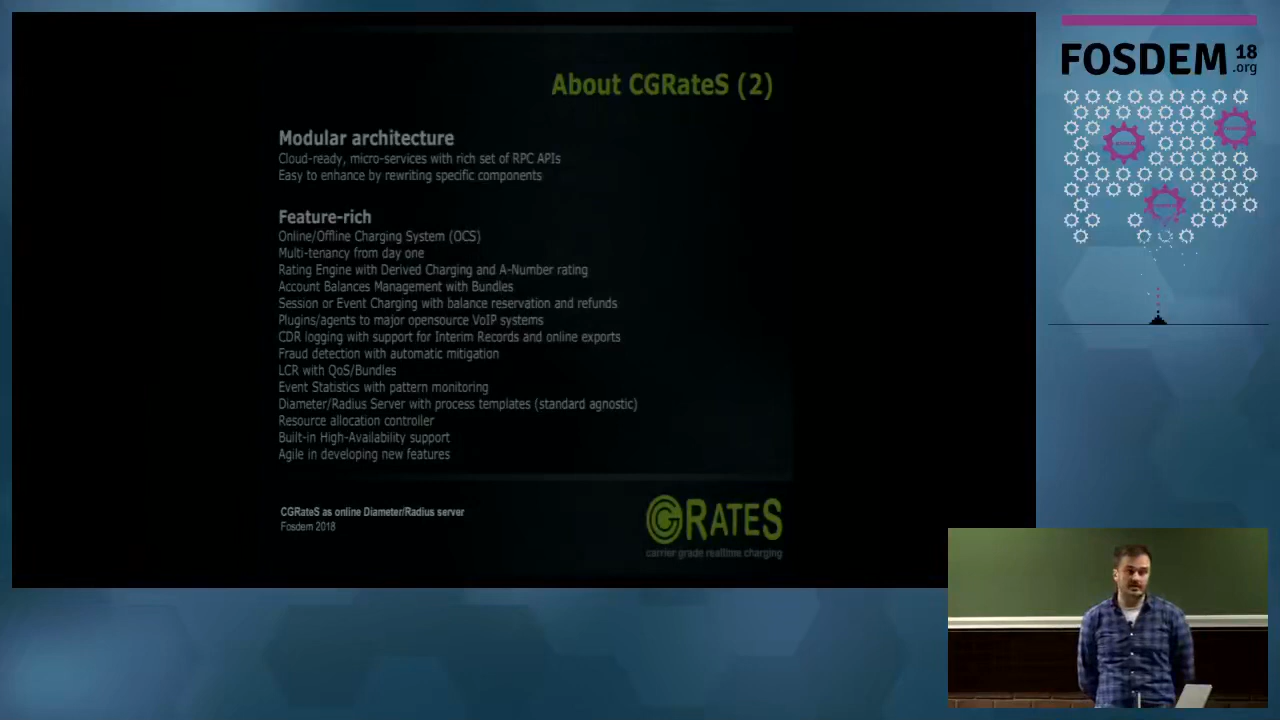 About CGRateS (2)
Modular architecture
Cloud-ready, micro-services with rich set of RPC APIs
Easy to enhance by rewriting specific components
Feature-rich
Online/Offline Charging System (OCS)
Multi-tenancy from day one
Rating Engine with Derived Charging and A-Number rating
Account Balances Management with Bundles
Session or Event Charging with balance reservation and refunds
Plugins/agents to major opensource VoIP systems
CDR logging with support for Interim Records and online exports
Fraud detection with automatic mitigation
LCR with QoS/Bundles
Event Statistics with pattern monitoring
Diameter/Radius Server with process templates (standard agnostic)
Resource allocation controller
Built-in High-Availability support
Agile in developing new features
CGRateS as online Diameter/Radius server
Fosdem 2018
CGRATES
carrier grade realtime charging
FOSDEM 18
.org